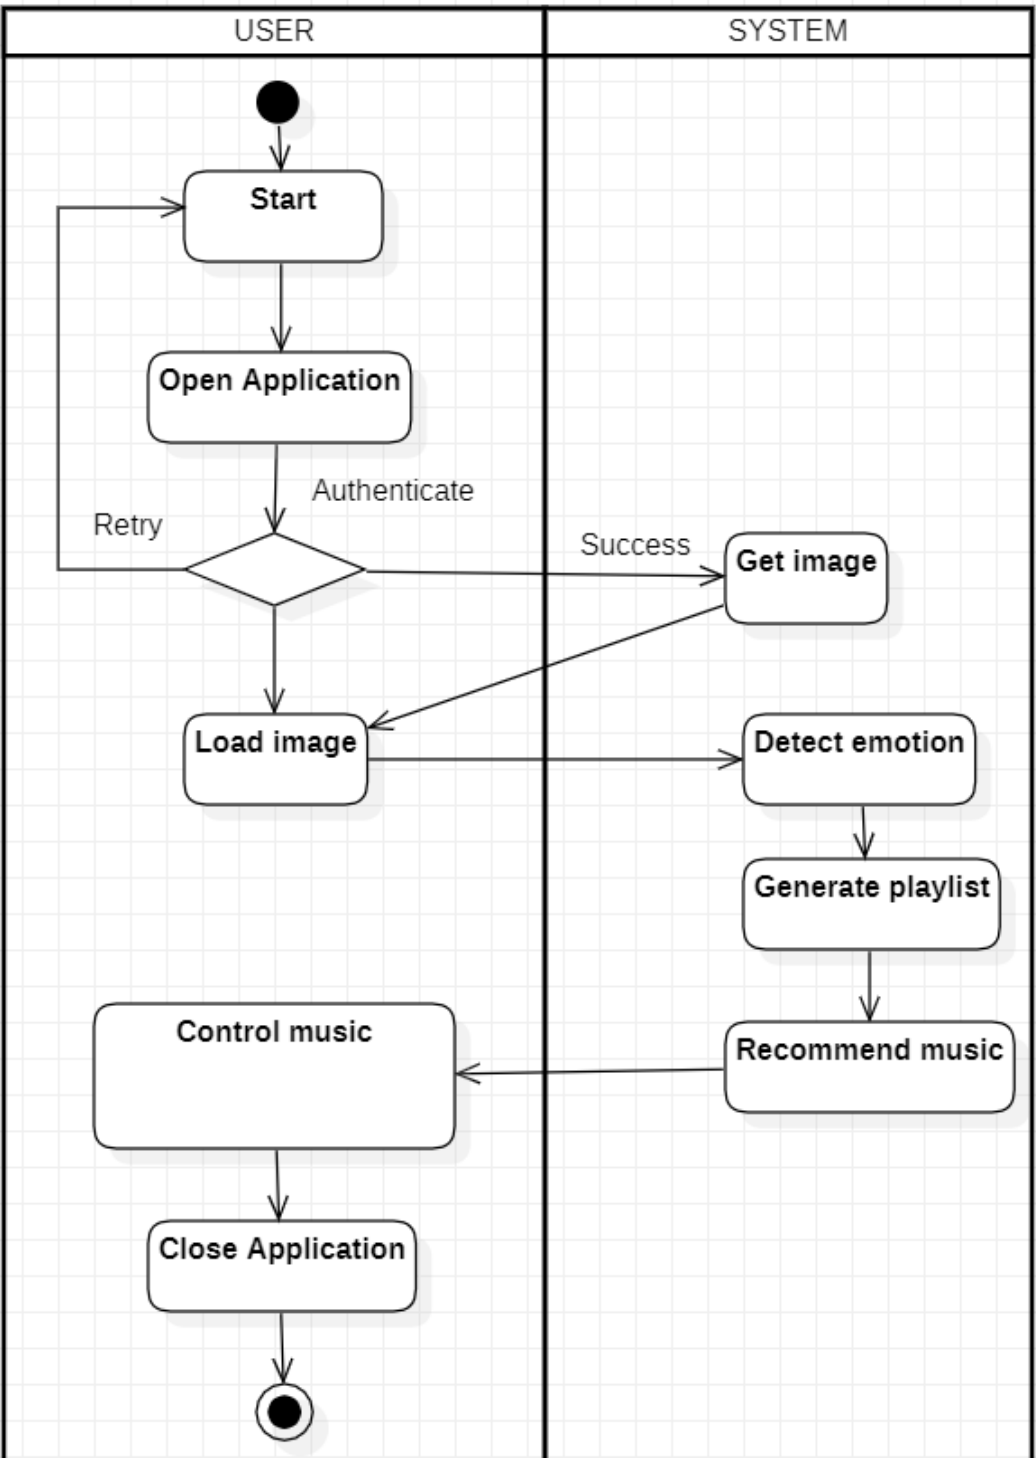 USER
SYSTEM
Start
Open Application
Authenticate
Retry
Success
Get image
Load image
Detect emotion
Generate playlist
Control music
Recommend music
Close Application